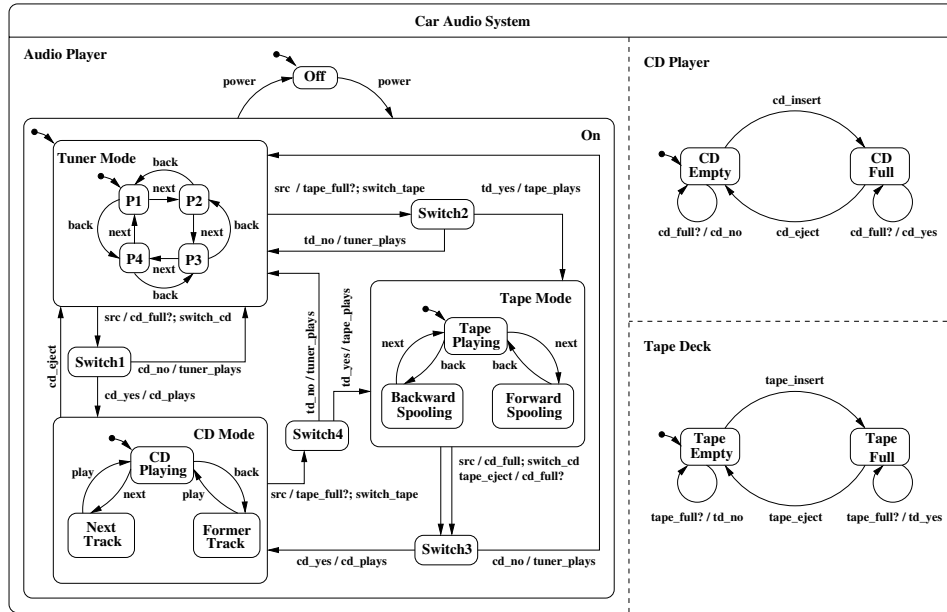 Car Audio System
Audio Player
Off
power
power
On
Tuner Mode
back
P1
next
P2
back
next
next
back
P4
next
P3
back
src / tape_full?; switch_tape
Switch2
td_yes / tape_plays
td_no / tuner_plays
src / cd_full?; switch_cd
Switch1
cd_no / tuner_plays
cd_yes / cd_plays
cd_eject
td_no / tuner_plays
td_yes / tape_plays
Tape Mode
Tape
Playing
next
back
back
next
Backward
Spooling
Forward
Spooling
CD Mode
CD
Playing
play
next
play
back
Next
Track
Former
Track
Switch4
src / tape_full?; switch_tape
src / cd_full; switch_cd
tape_eject / cd_full?
Switch3
cd_yes / cd_plays
cd_no / tuner_plays
CD Player
cd_insert
CD
Empty
CD
Full
cd_full? / cd_no
cd_eject
cd_full? / cd_yes
Tape Deck
tape_insert
Tape
Empty
Tape
Full
tape_full? / td_no
tape_eject
tape_full? / td_yes